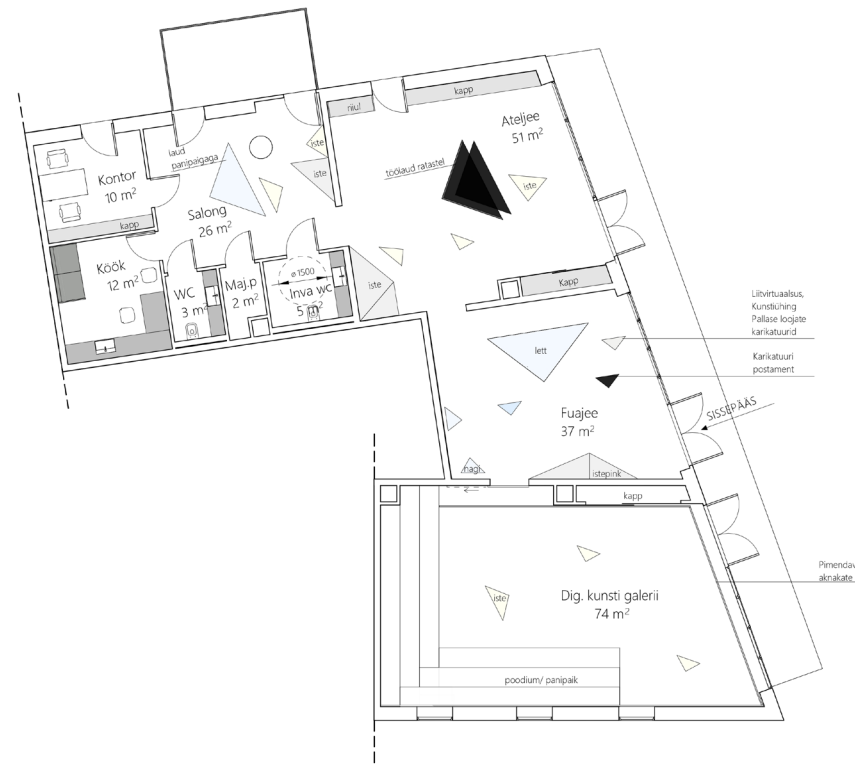 riiul
kapp
Ateljee
51 m²
iste
laud
panipaigaga
iste
töölaud ratastel
iste
Kontor
10 m²
Salong
26 m²
kapp
Köök
12 m²
WC
3 m²
Maj.p
2 m²
ø 1500
Inva wc
5 m²
iste
Kapp
Liitvirtuaalsus,
Kunstiühing
Pallase loojate
karikatuurid
lett
Karikatuuri
postament
SISSEPÄÄS
Fuajee
37 m²
nagi
istepink
kapp
Pimendav
aknakate
iste
Dig. kunsti galerii
74 m²
poodium/ panipaik